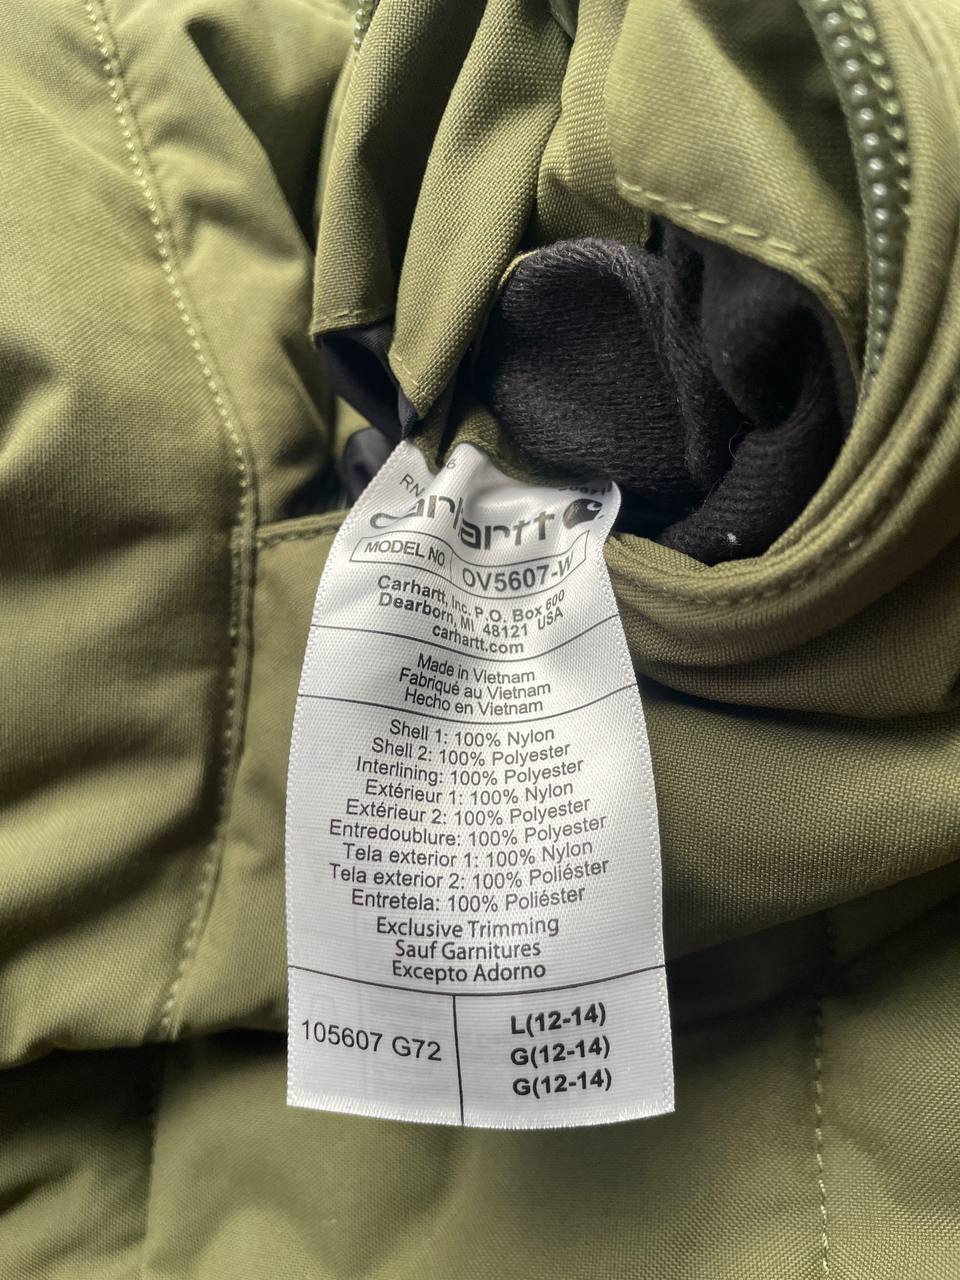 RN
carhartt
MODEL NO OV5607-W
Carhartt, Inc. P.O. Box 600
Dearborn, MI 48121 USA
carhartt.com
Made in Vietnam
Fabriqué au Vietnam
Hecho en Vietnam
Shell 1: 100% Nylon
Shell 2: 100% Polyester
Interlining: 100% Polyester
Extérieur 1: 100% Nylon
Extérieur 2: 100% Polyester
Entredoublure: 100% Polyester
Tela exterior 1: 100% Nylon
Tela exterior 2: 100% Poliéster
Entretela: 100% Poliéster
Exclusive Trimming
Sauf Garnitures
Excepto Adorno
105607 G72
L(12-14)
G(12-14)
G(12-14)